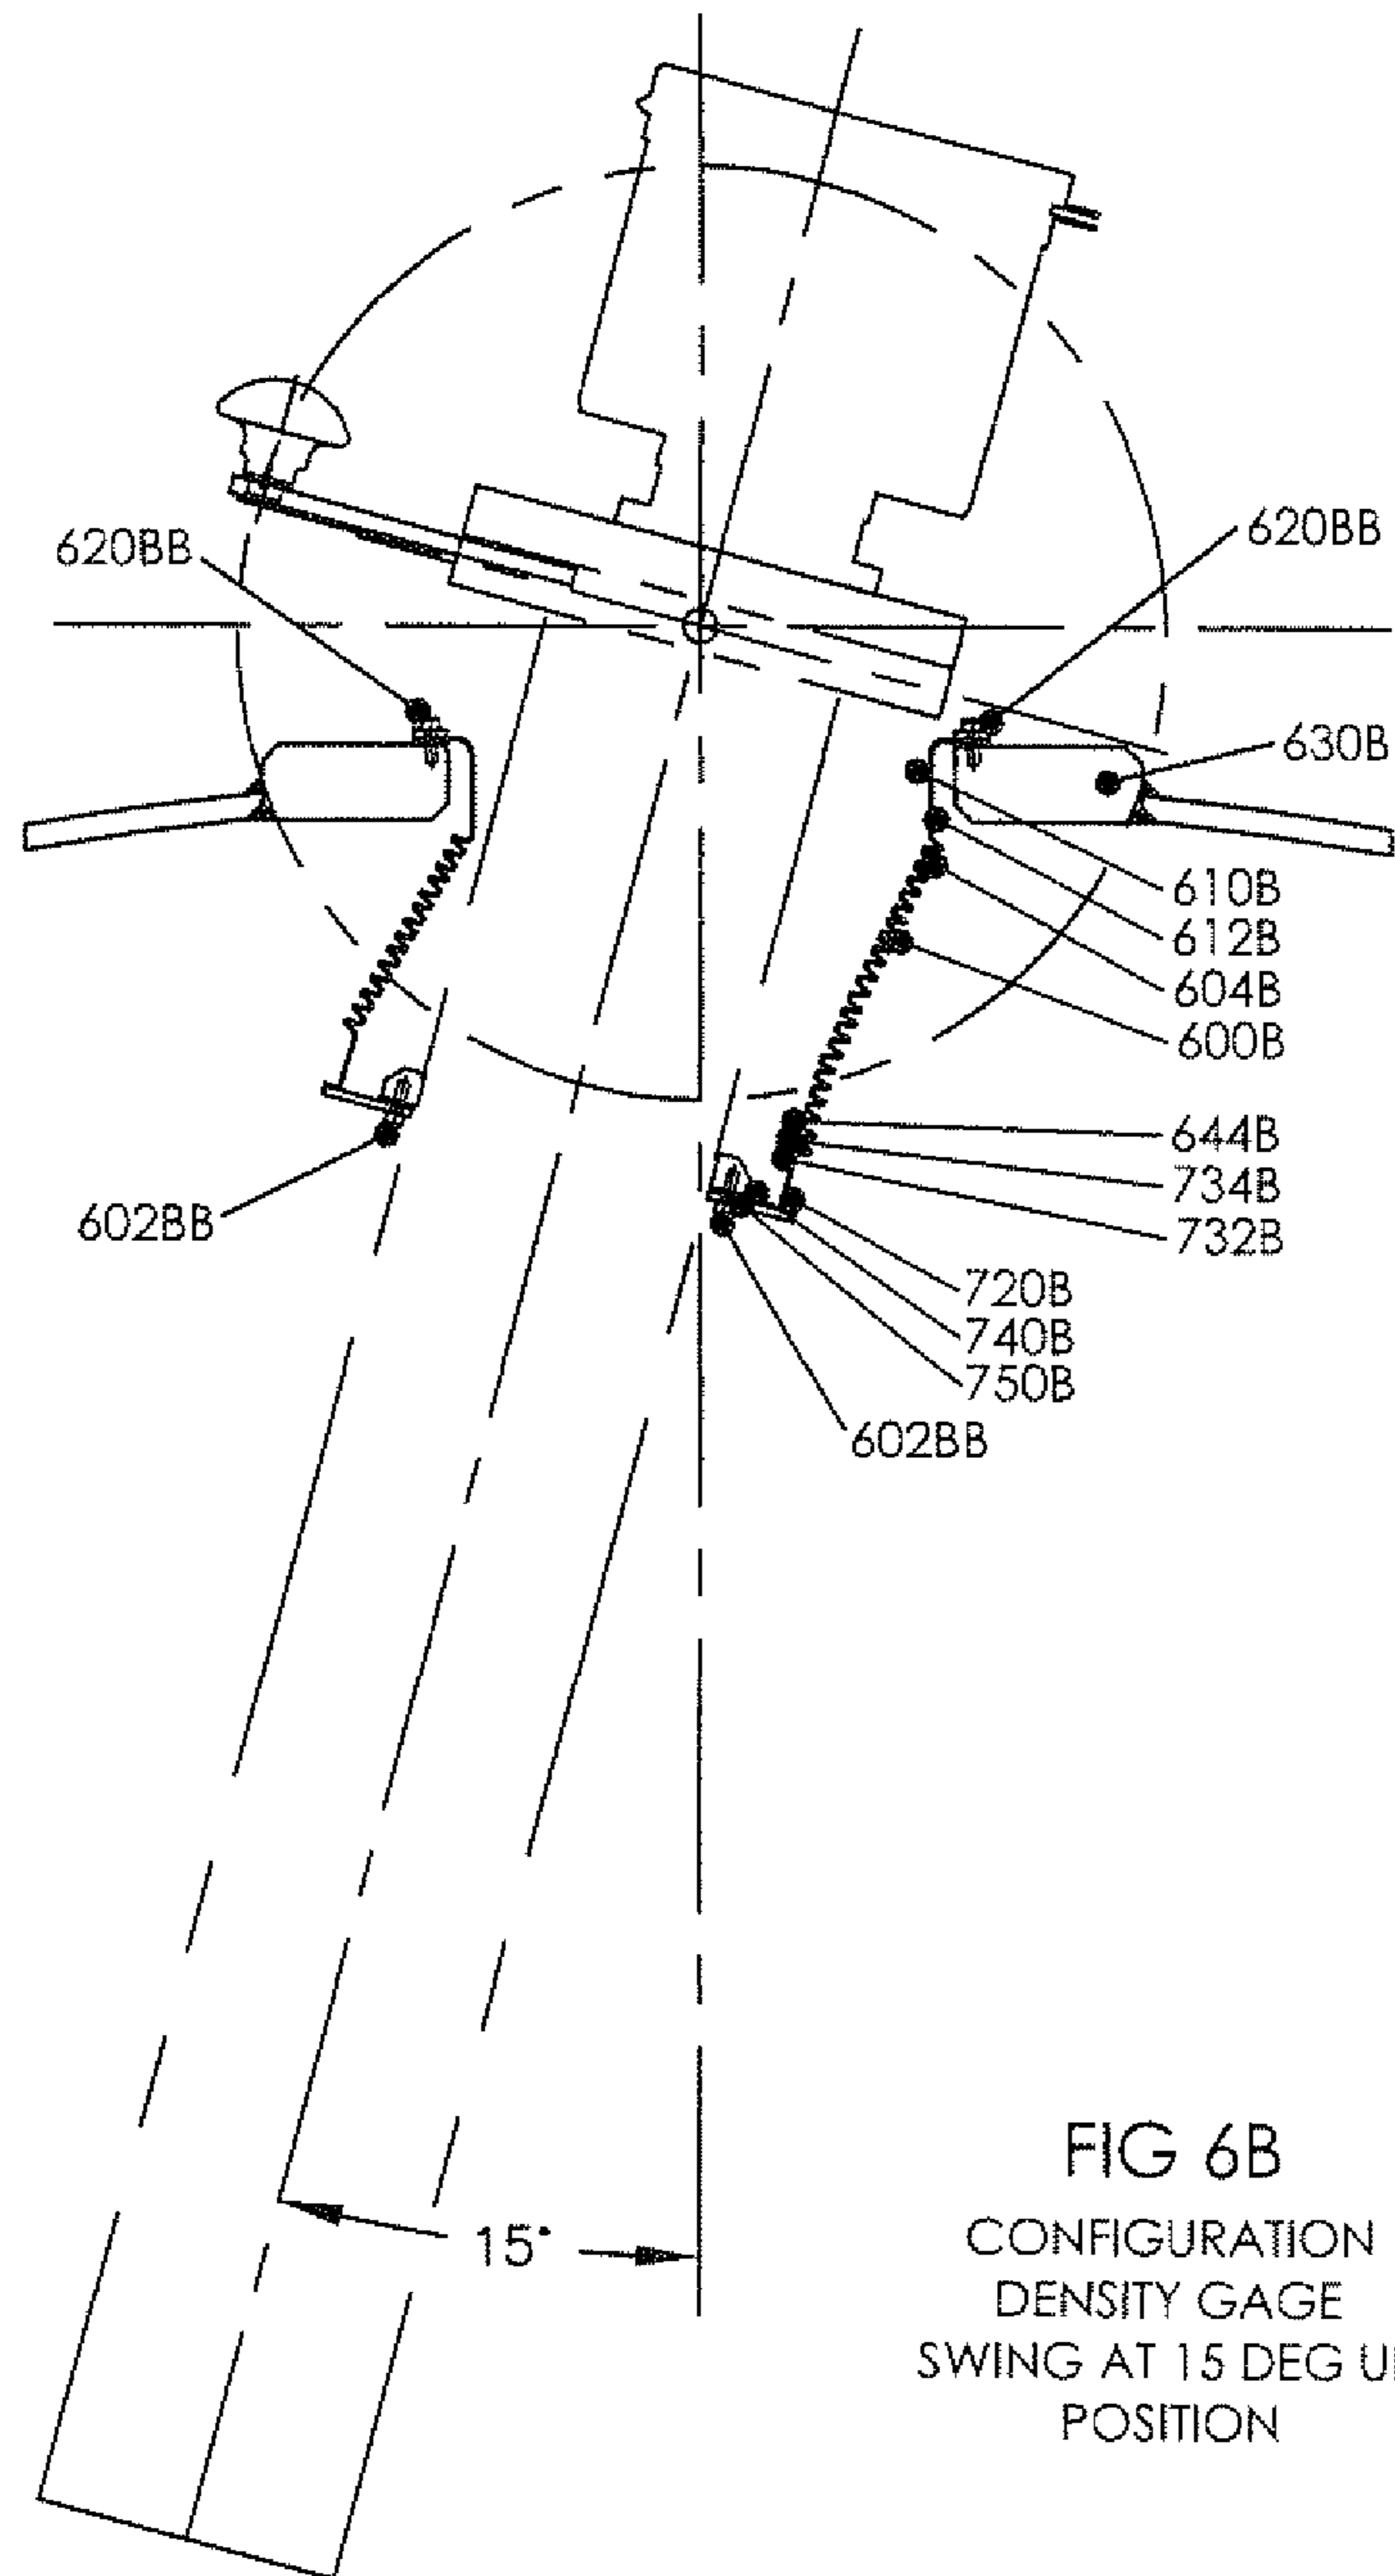 620BB
620BB
630B
610B
612B
604B
600B
644B
734B
732B
602BB
720B
740B
750B
602BB
15°
FIG 6B
CONFIGURATION
DENSITY GAGE
SWING AT 15 DEG
POSITION